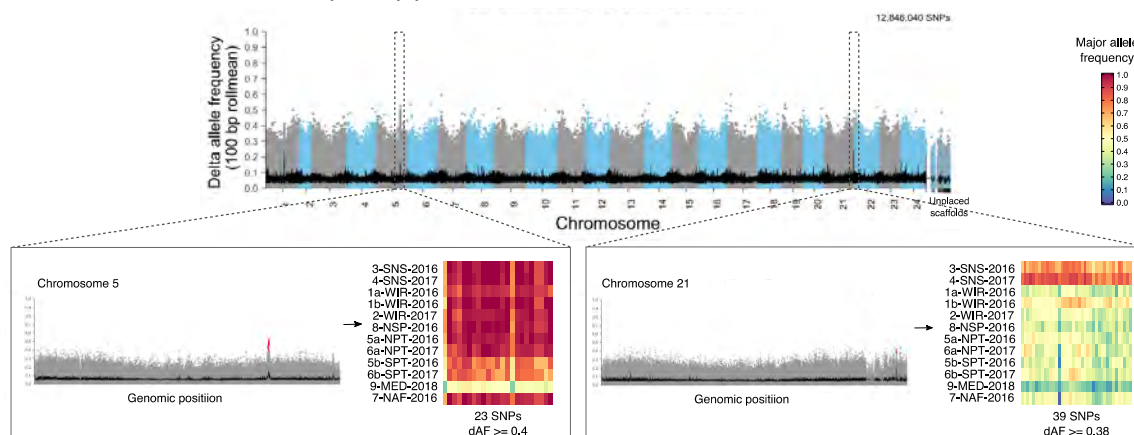 12,846,040 SNPs
Major allele
frequency
Delta allele frequency
(100 bp rollmean)
1.0
0.9
0.8
0.7
0.6
0.5
0.4
0.3
0.2
0.1
0.0
1.0
0.9
0.8
0.7
0.6
0.5
0.4
0.3
0.2
0.1
0.0
1 2 3 4 5 6 7 8 9 10 11 12 13 14 15 16 17 18 19 20 21 22 23 24
Unplaced
scaffolds
Chromosome
Chromosome 5
3-SNS-2016
4-SNS-2017
1a-WIR-2016
1b-WIR-2016
2-WIR-2017
8-NSP-2016
5a-NPT-2016
6a-NPT-2017
5b-SPT-2016
6b-SPT-2017
9-MED-2018
7-NAF-2016
Genomic positiion
23 SNPs
dAF >= 0.4
Chromosome 21
3-SNS-2016
4-SNS-2017
1a-WIR-2016
1b-WIR-2016
2-WIR-2017
8-NSP-2016
5a-NPT-2016
6a-NPT-2017
5b-SPT-2016
6b-SPT-2017
9-MED-2018
7-NAF-2016
Genomic positiion
39 SNPs
dAF >= 0.38